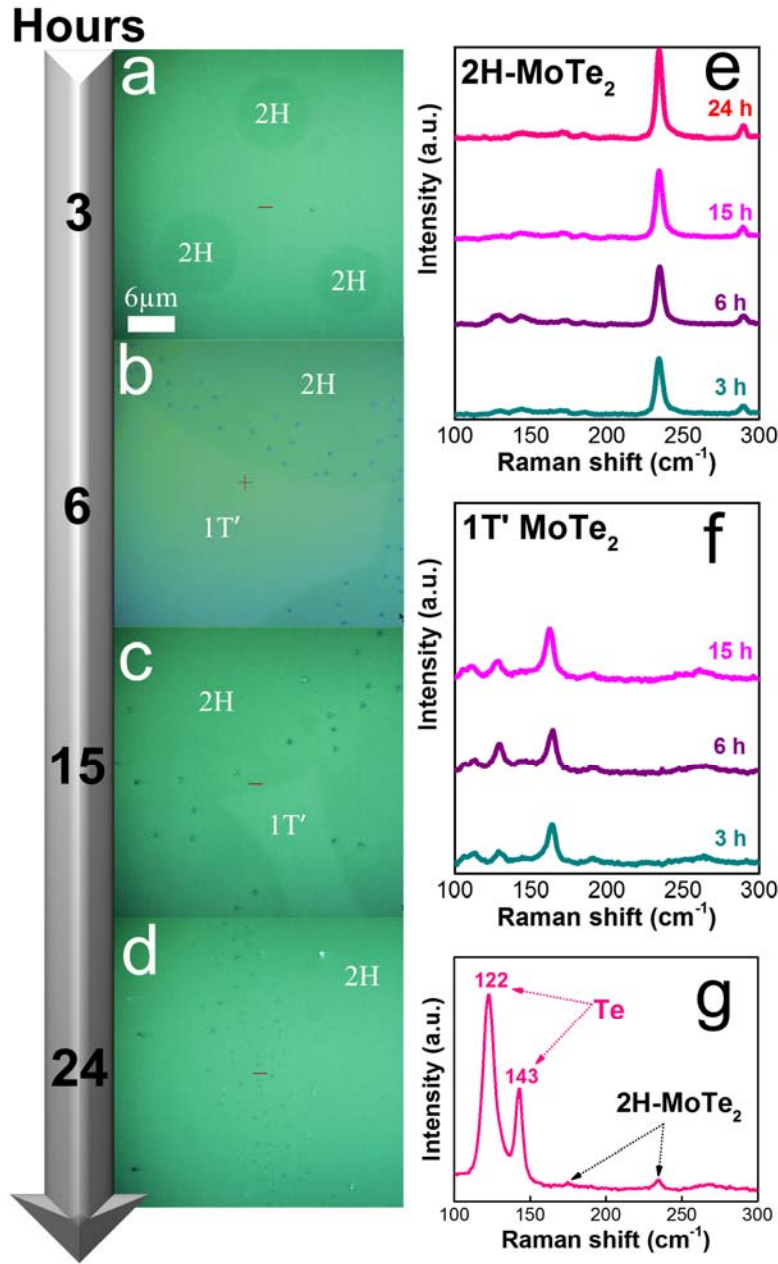 Hours
3
6
15
24
a
2H
2H
2H
6µm
b
2H
1T′
c
2H
1T′
d
2H
2H-MoTe₂
e
24 h
15 h
6 h
3 h
Intensity (a.u.)
100 150 200 250 300
Raman shift (cm⁻¹)
1T' MoTe₂
f
15 h
6 h
3 h
Intensity (a.u.)
100 150 200 250 300
Raman shift (cm⁻¹)
g
122
Te
143
2H-MoTe₂
Intensity (a.u.)
100 150 200 250 300
Raman shift (cm⁻¹)